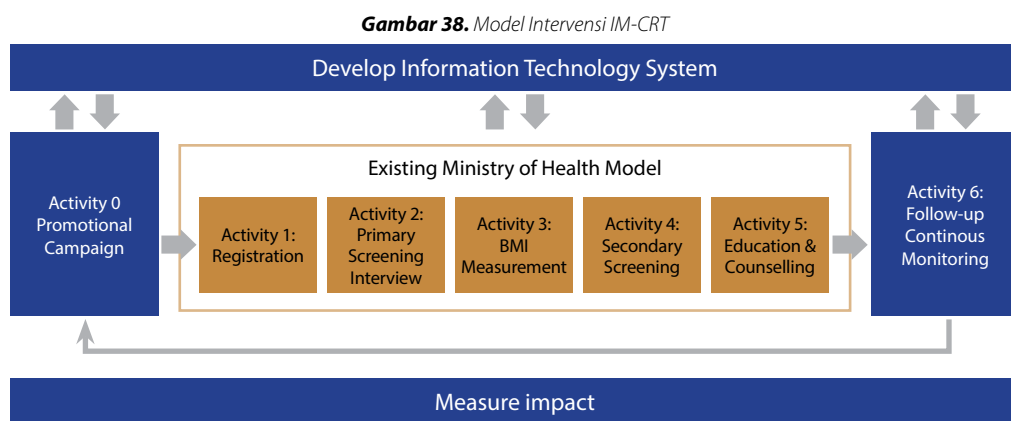 Gambar 38. Model Intervensi IM-CRT
Develop Information Technology System
Activity 0
Promotional
Campaign
Existing Ministry of Health Model
Activity 1:
Registration
Activity 2:
Primary
Screening
Interview
Activity 3:
BMI
Measurement
Activity 4:
Secondary
Screening
Activity 5:
Education &
Counselling
Activity 6:
Follow-up
Continous
Monitoring
Measure impact